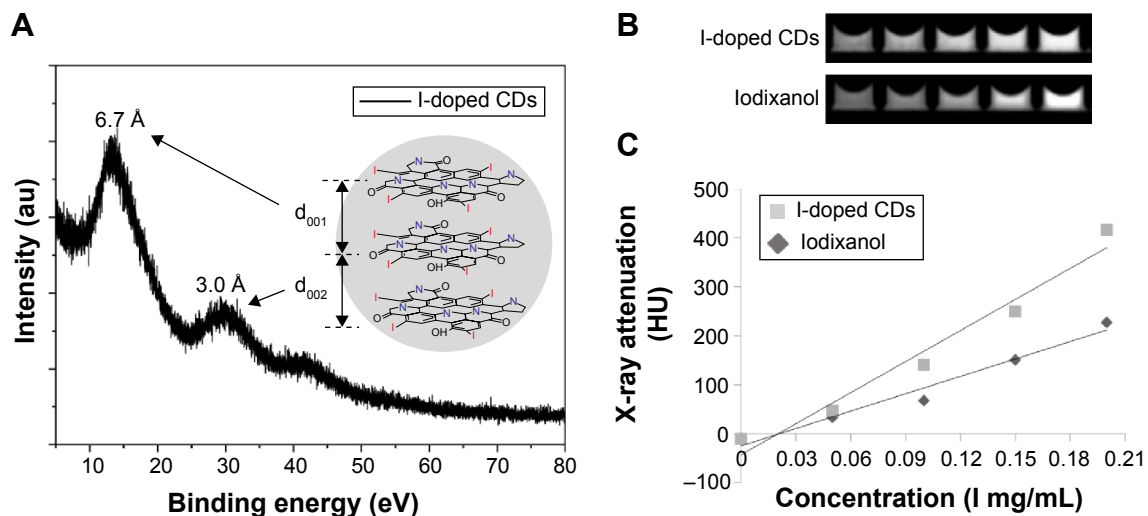 A
I-doped CDs
6.7 Å
3.0 Å
d001
d002
N
O
I
I
N
N
N
N
O
O
OH
I
I
N
O
I
I
N
N
N
N
O
O
OH
I
I
N
O
I
I
N
N
N
N
O
O
OH
I
I
Intensity (au)
10 20 30 40 50 60 70 80
Binding energy (eV)
B
I-doped CDs
Iodixanol
C
I-doped CDs
Iodixanol
X-ray attenuation
(HU)
500
400
300
200
100
0
–100
0 0.03 0.06 0.09 0.12 0.15 0.18 0.21
Concentration (I mg/mL)